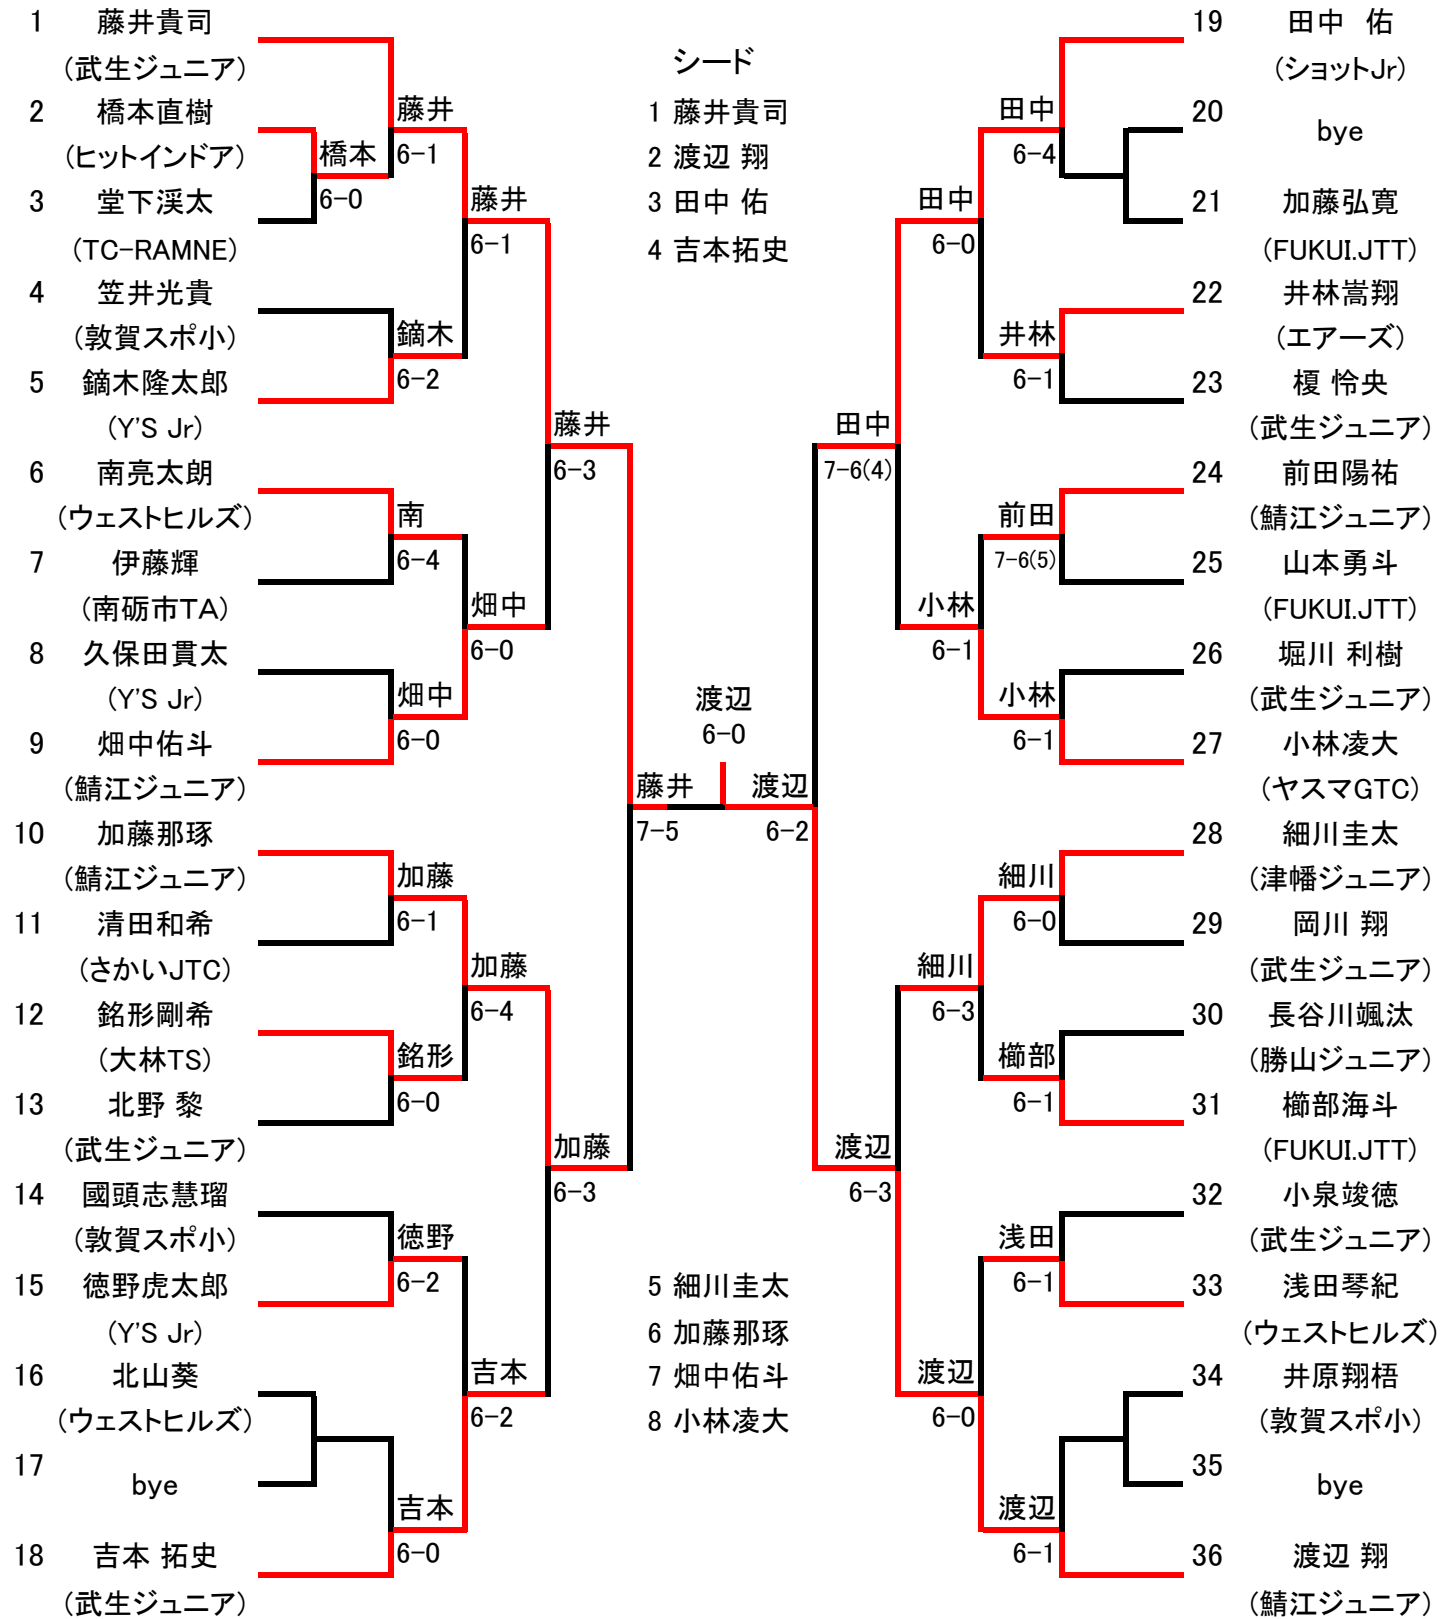 1 藤井貴司
(武生ジュニア)
2 橋本直樹
(ヒットインドア)
3 堂下渓太
(TC-RAMNE)
4 笠井光貴
(敦賀スポ小)
5 鏑木隆太郎
(Y'S Jr)
6 南亮太朗
(ウェストヒルズ)
7 伊藤輝
(南砺市TA)
8 久保田貫太
(Y'S Jr)
9 畑中佑斗
(鯖江ジュニア)
10 加藤那琢
(鯖江ジュニア)
11 清田和希
(さかいJTC)
12 銘形剛希
(大林TS)
13 北野 黎
(武生ジュニア)
14 國頭志慧瑠
(敦賀スポ小)
15 徳野虎太郎
(Y'S Jr)
16 北山葵
(ウェストヒルズ)
17 bye
18 吉本 拓史
(武生ジュニア)
橋本
6-0
藤井
6-1
鏑木
6-2
南
6-4
畑中
6-0
加藤
6-1
銘形
6-0
徳野
6-2
吉本
6-0
藤井
6-1
畑中
6-0
加藤
6-4
吉本
6-2
藤井
6-3
加藤
6-3
藤井
7-5
シード
1 藤井貴司
2 渡辺 翔
3 田中 佑
4 吉本拓史
渡辺
6-0
5 細川圭太
6 加藤那琢
7 畑中佑斗
8 小林凌大
渡辺
6-2
田中
7-6(4)
渡辺
6-3
田中
6-0
小林
6-1
細川
6-3
渡辺
6-0
田中
6-4
井林
6-1
前田
7-6(5)
小林
6-1
細川
6-0
櫛部
6-1
浅田
6-1
渡辺
6-1
19 田中 佑
(ショットJr)
20 bye
21 加藤弘寛
(FUKUI.JTT)
22 井林嵩翔
(エアーズ)
23 榎 怜央
(武生ジュニア)
24 前田陽祐
(鯖江ジュニア)
25 山本勇斗
(FUKUI.JTT)
26 堀川 利樹
(武生ジュニア)
27 小林凌大
(ヤスマGTC)
28 細川圭太
(津幡ジュニア)
29 岡川 翔
(武生ジュニア)
30 長谷川颯汰
(勝山ジュニア)
31 櫛部海斗
(FUKUI.JTT)
32 小泉竣徳
(武生ジュニア)
33 浅田琴紀
(ウェストヒルズ)
34 井原翔梧
(敦賀スポ小)
35 bye
36 渡辺 翔
(鯖江ジュニア)